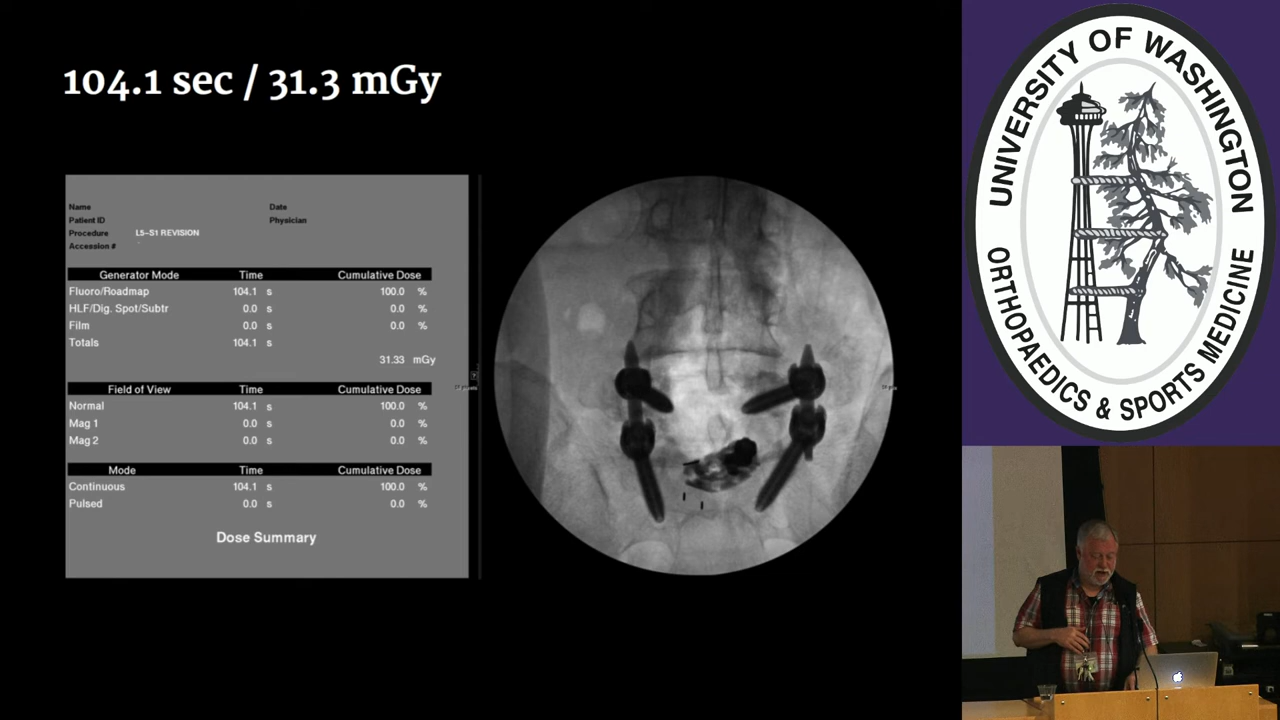 104.1 sec / 31.3 mGy
Name Date
Patient ID Physician
Procedure L5-S1 REVISION
Accession #
Generator Mode Time Cumulative Dose
Fluoro/Roadmap 104.1 s 100.0 %
HLF/Dig. Spot/Subtr 0.0 s 0.0 %
Film 0.0 s 0.0 %
Totals 104.1 s
31.33 mGy
Field of View Time Cumulative Dose
Normal 104.1 s 100.0 %
Mag 1 0.0 s 0.0 %
Mag 2 0.0 s 0.0 %
Mode Time Cumulative Dose
Continuous 104.1 s 100.0 %
Pulsed 0.0 s 0.0 %
Dose Summary
UNIVERSITY OF WASHINGTON
ORTHOPAEDICS & SPORTS MEDICINE